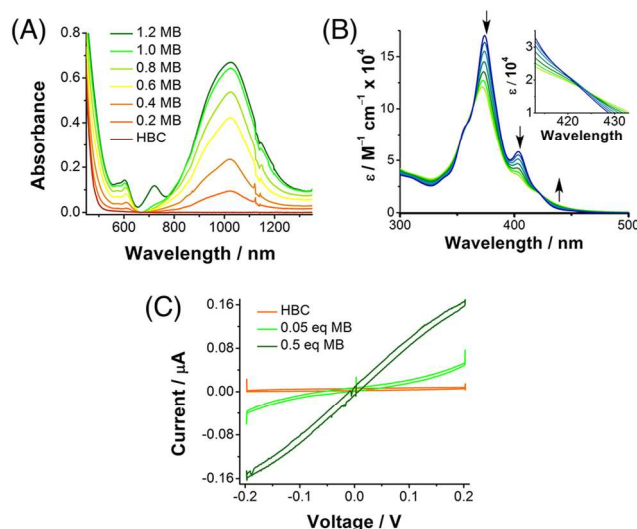 (A)
0.8
0.6
0.4
0.2
0.0
Absorbance
1.2 MB
1.0 MB
0.8 MB
0.6 MB
0.4 MB
0.2 MB
HBC
600 800 1000 1200
Wavelength / nm
(B)
15
10
5
0
ε / M⁻¹ cm⁻¹ x 10⁴
300 400 500
Wavelength / nm
ε / 10⁴
3
2
1
420 430
Wavelength
(C)
0.16
0.08
0.00
-0.08
-0.16
Current / μA
HBC
0.05 eq MB
0.5 eq MB
-0.2 -0.1 0.0 0.1 0.2
Voltage / V